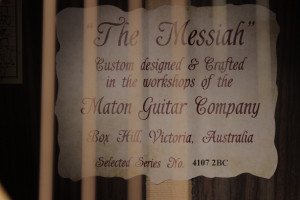 "The Messiah"
Custom designed & Crafted
in the workshops of the
Maton Guitar Company
Box Hill, Victoria, Australia
Selected Series No. 4107 2BC